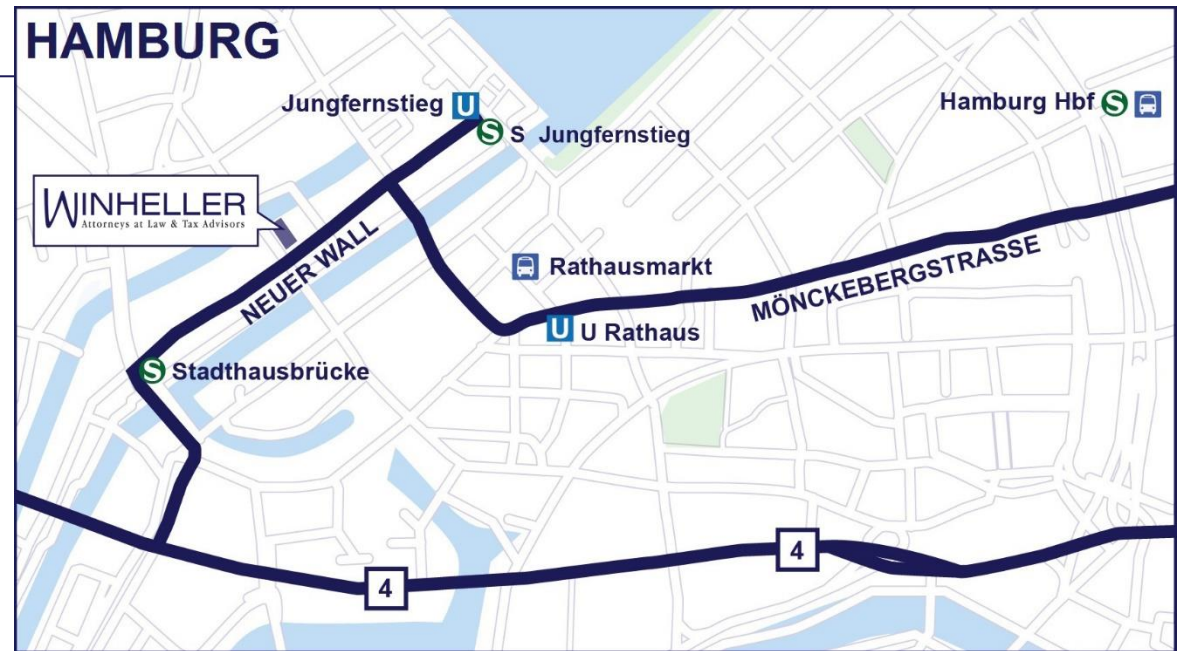 HAMBURG
Jungfernstieg U
S S Jungfernstieg
Hamburg Hbf S
WINHELLER
Attorneys at Law & Tax Advisors
NEUER WALL
Rathausmarkt
MÖNCKEBERGSTRASSE
U U Rathaus
S Stadthausbrücke
4
4